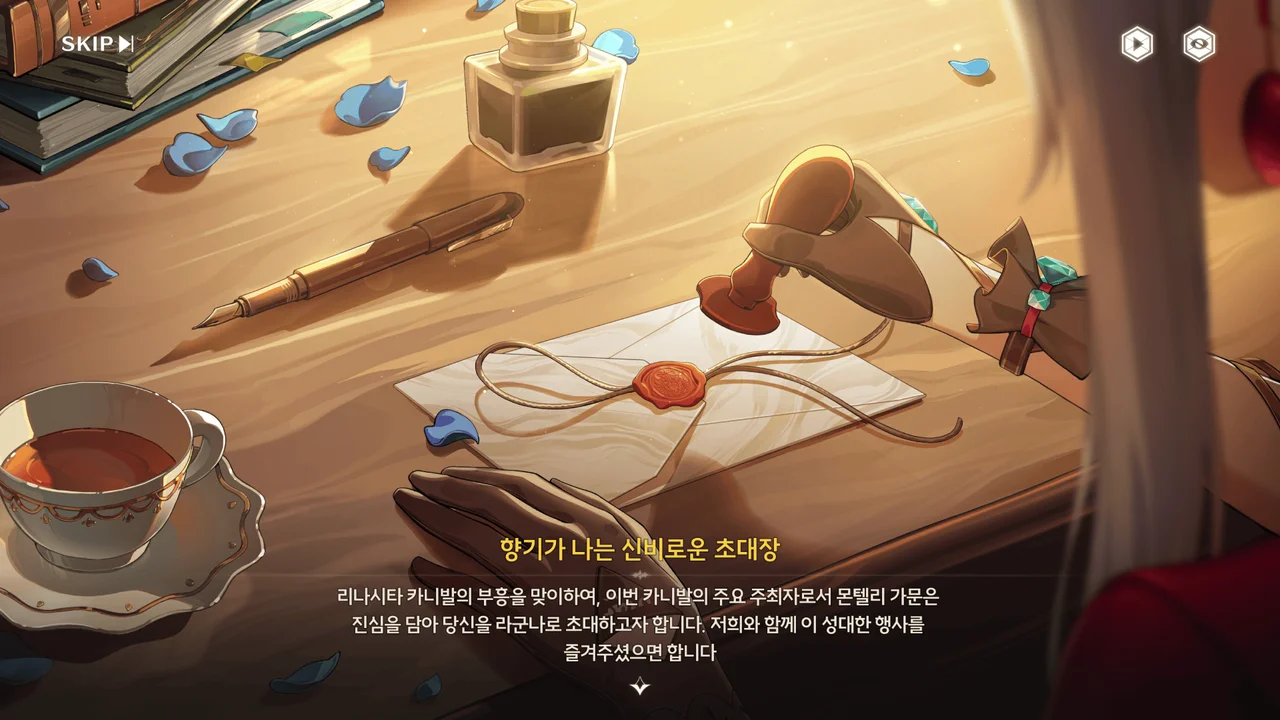 SKIP
향기가 나는 신비로운 초대장
리나시타 카니발의 부흥을 맞이하여, 이번 카니발의 주요 주최자로서 몬텔리 가문은
진심을 담아 당신을 라군나로 초대하고자 합니다. 저희와 함께 이 성대한 행사를
즐겨주셨으면 합니다